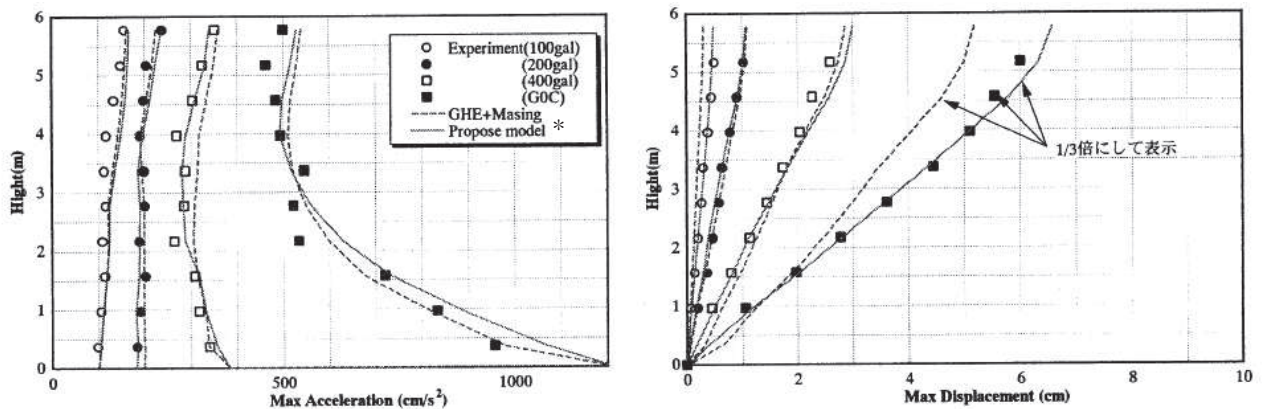 6
5
4
3
2
1
0
Hight(m)
Experiment(100gal)
(200gal)
(400gal)
(G0C)
GHE+Masing
Propose model *
0
500
1000
Max Acceleration (cm/s²)
6
5
4
3
2
1
0
Hight(m)
1/3倍にして表示
0
2
4
6
8
10
Max Displacement (cm)